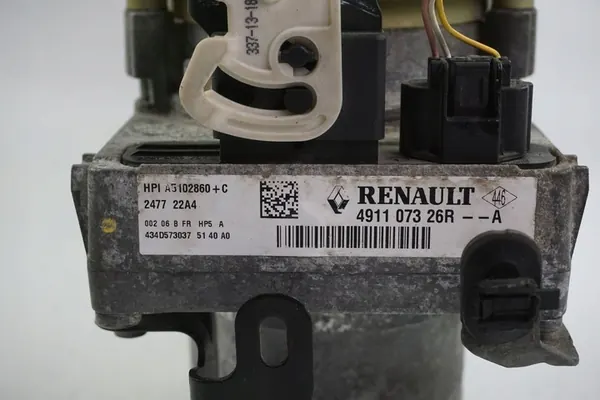 337-13-18
HPI A5102860+C
2477 22A4
002 06 B FR HP5 A
434D573037 51 40 A0
RENAULT
446
4911 073 26R --A